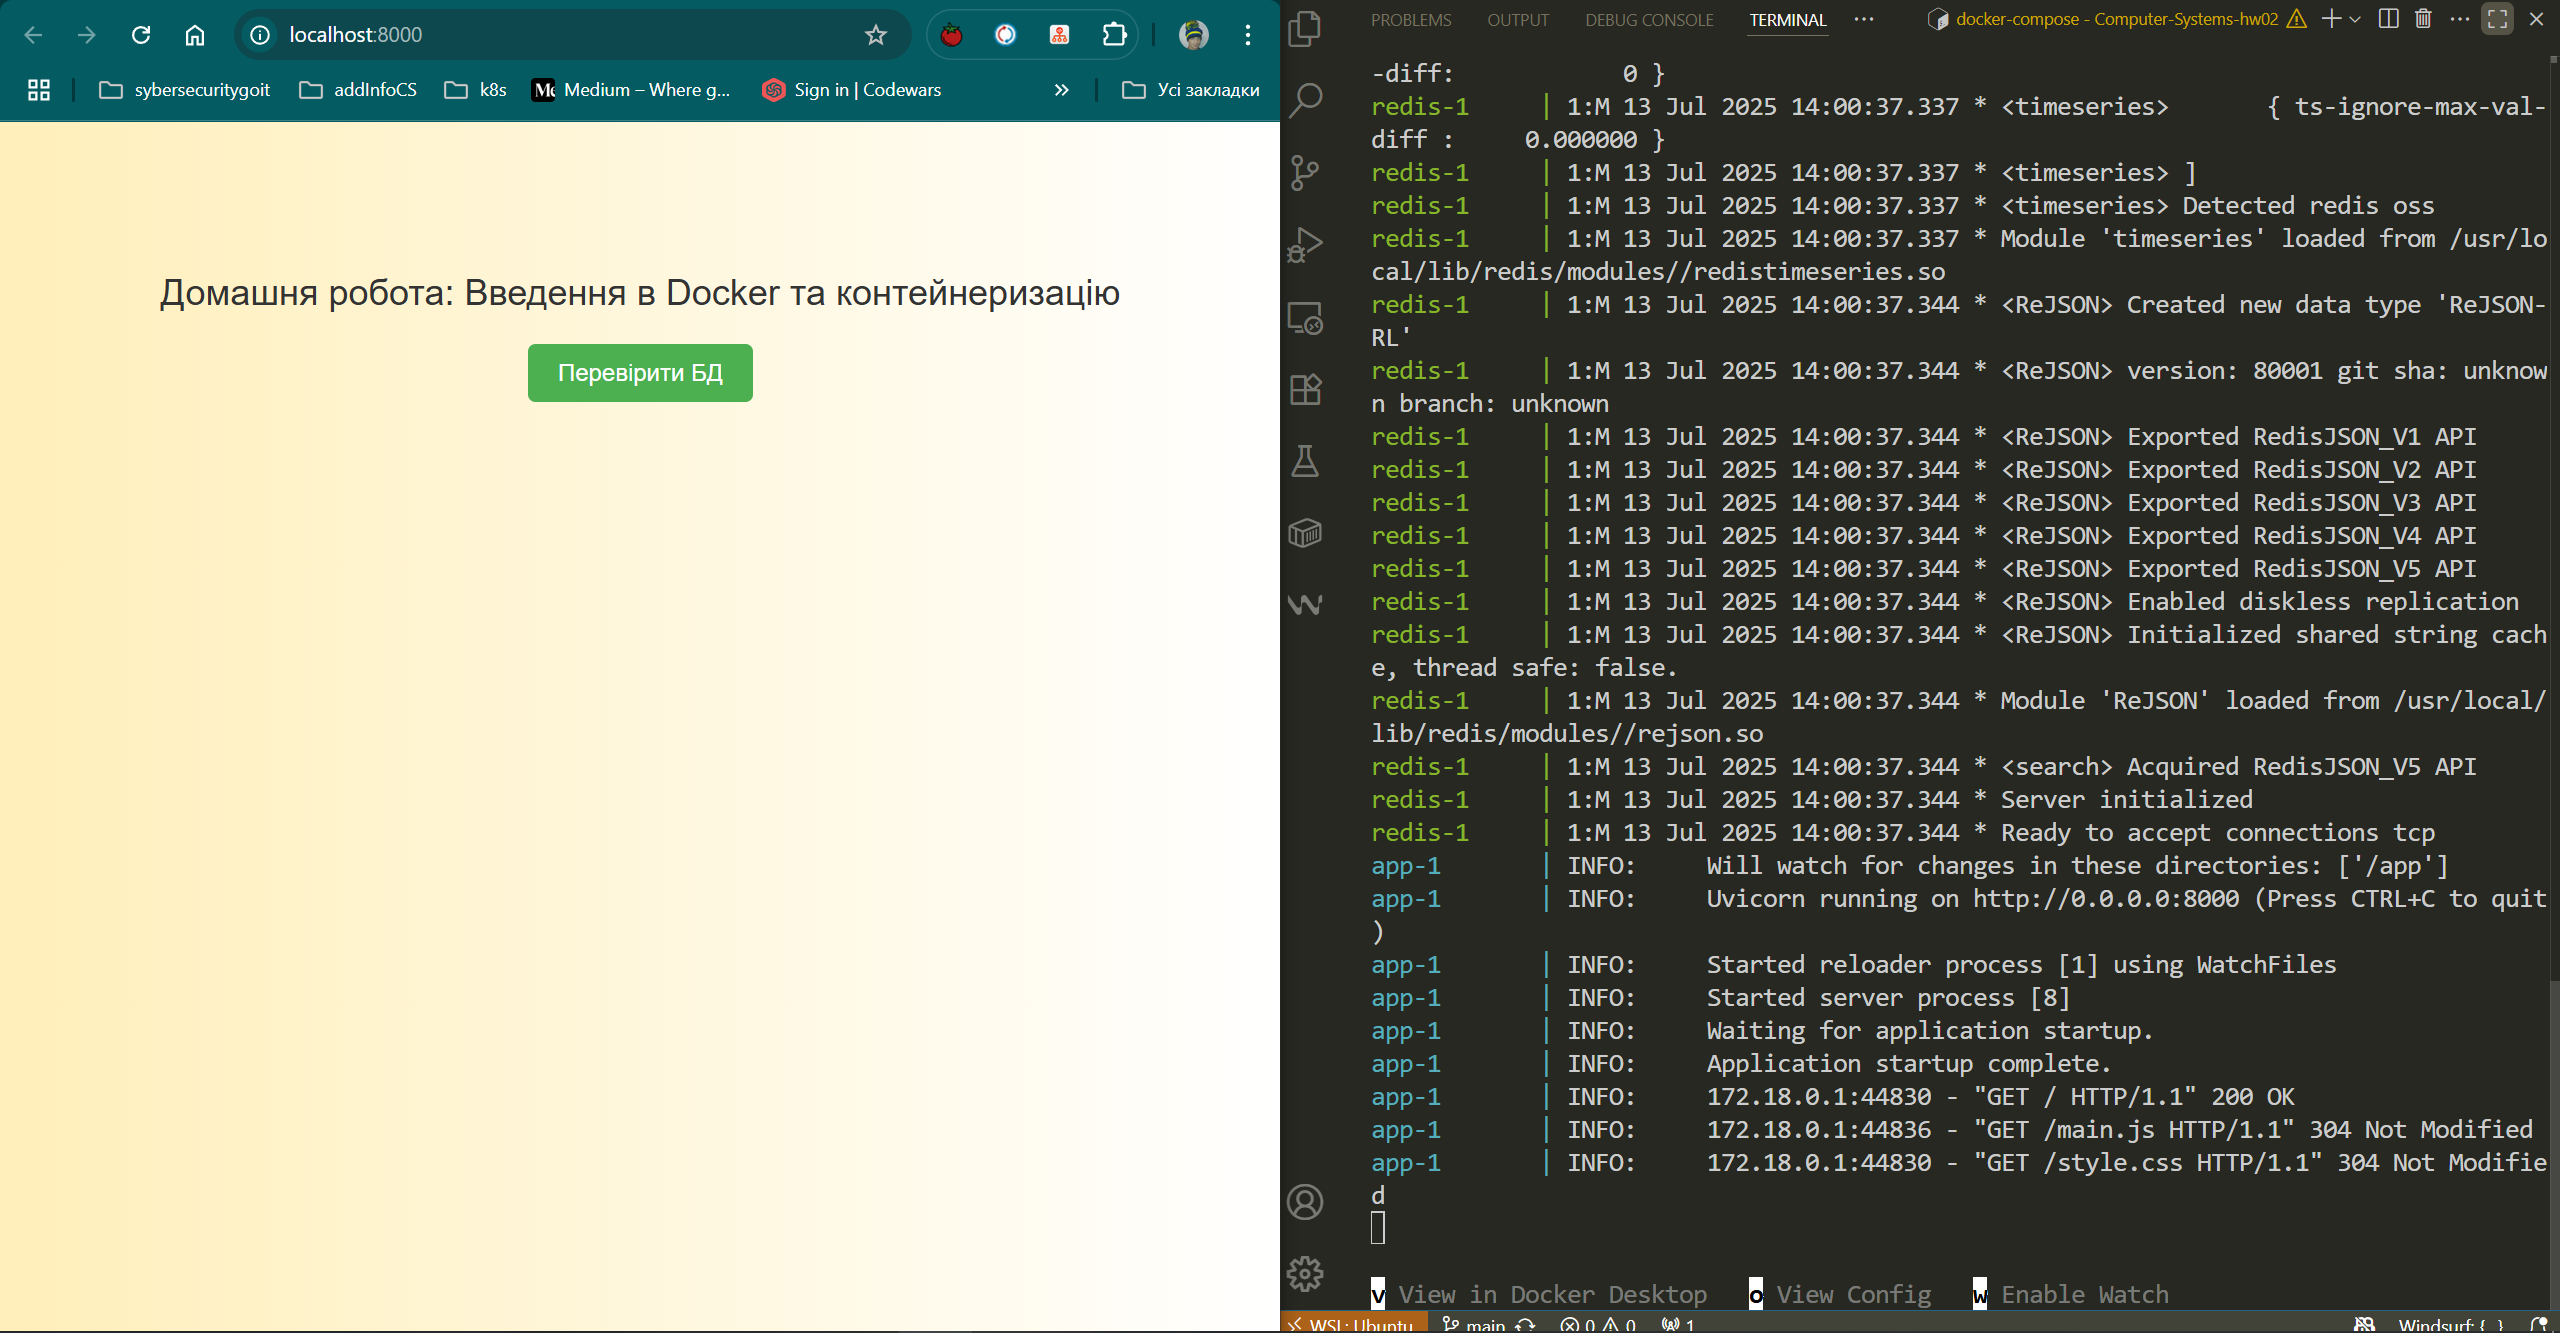 localhost:8000
sybersecuritygoit addInfoCS k8s Medium – Where g... Sign in | Codewars » Усі закладки
Домашня робота: Введення в Docker та контейнеризацію
Перевірити БД
PROBLEMS OUTPUT DEBUG CONSOLE TERMINAL ··· docker-compose - Computer-Systems-hw02
-diff:            0 }
redis-1     | 1:M 13 Jul 2025 14:00:37.337 * <timeseries>       { ts-ignore-max-val-
diff :     0.000000 }
redis-1     | 1:M 13 Jul 2025 14:00:37.337 * <timeseries> ]
redis-1     | 1:M 13 Jul 2025 14:00:37.337 * <timeseries> Detected redis oss
redis-1     | 1:M 13 Jul 2025 14:00:37.337 * Module 'timeseries' loaded from /usr/lo
cal/lib/redis/modules//redistimeseries.so
redis-1     | 1:M 13 Jul 2025 14:00:37.344 * <ReJSON> Created new data type 'ReJSON-
RL'
redis-1     | 1:M 13 Jul 2025 14:00:37.344 * <ReJSON> version: 80001 git sha: unknow
n branch: unknown
redis-1     | 1:M 13 Jul 2025 14:00:37.344 * <ReJSON> Exported RedisJSON_V1 API
redis-1     | 1:M 13 Jul 2025 14:00:37.344 * <ReJSON> Exported RedisJSON_V2 API
redis-1     | 1:M 13 Jul 2025 14:00:37.344 * <ReJSON> Exported RedisJSON_V3 API
redis-1     | 1:M 13 Jul 2025 14:00:37.344 * <ReJSON> Exported RedisJSON_V4 API
redis-1     | 1:M 13 Jul 2025 14:00:37.344 * <ReJSON> Exported RedisJSON_V5 API
redis-1     | 1:M 13 Jul 2025 14:00:37.344 * <ReJSON> Enabled diskless replication
redis-1     | 1:M 13 Jul 2025 14:00:37.344 * <ReJSON> Initialized shared string cach
e, thread safe: false.
redis-1     | 1:M 13 Jul 2025 14:00:37.344 * Module 'ReJSON' loaded from /usr/local/
lib/redis/modules//rejson.so
redis-1     | 1:M 13 Jul 2025 14:00:37.344 * <search> Acquired RedisJSON_V5 API
redis-1     | 1:M 13 Jul 2025 14:00:37.344 * Server initialized
redis-1     | 1:M 13 Jul 2025 14:00:37.344 * Ready to accept connections tcp
app-1       | INFO:     Will watch for changes in these directories: ['/app']
app-1       | INFO:     Uvicorn running on http://0.0.0.0:8000 (Press CTRL+C to quit
)
app-1       | INFO:     Started reloader process [1] using WatchFiles
app-1       | INFO:     Started server process [8]
app-1       | INFO:     Waiting for application startup.
app-1       | INFO:     Application startup complete.
app-1       | INFO:     172.18.0.1:44830 - "GET / HTTP/1.1" 200 OK
app-1       | INFO:     172.18.0.1:44836 - "GET /main.js HTTP/1.1" 304 Not Modified
app-1       | INFO:     172.18.0.1:44830 - "GET /style.css HTTP/1.1" 304 Not Modifie
d
v View in Docker Desktop   o View Config   w Enable Watch
WSL: Ubuntu main 0 0 1 Windsurf: {...}